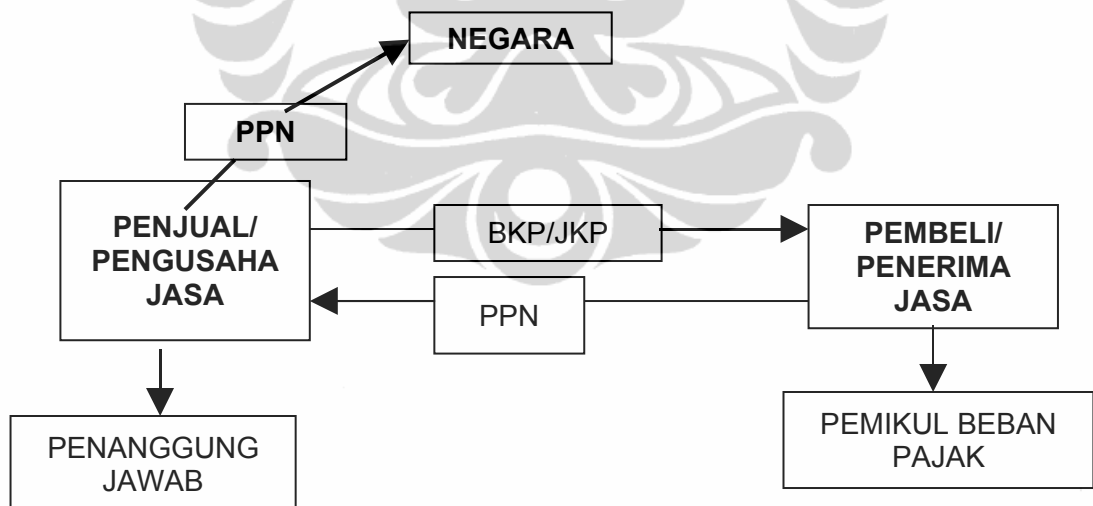 NEGARA
PPN
PENJUAL/
PENGUSAHA
JASA
BKP/JKP
PEMBELI/
PENERIMA
JASA
PPN
PENANGGUNG
JAWAB
PEMIKUL BEBAN
PAJAK